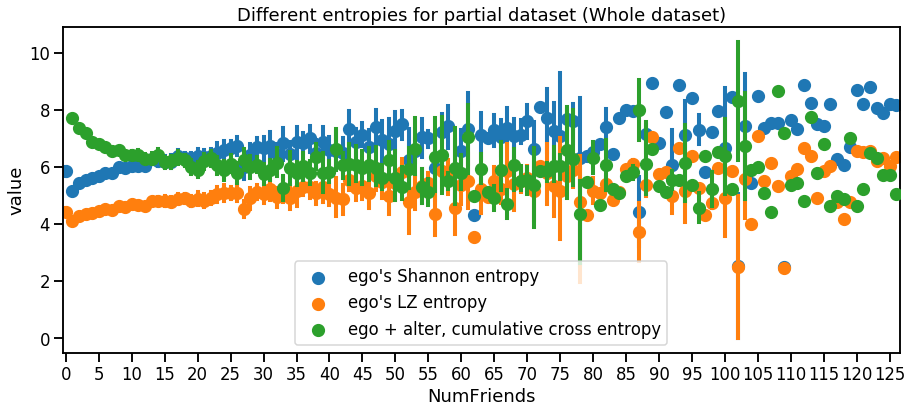 Different entropies for partial dataset (Whole dataset)
value
10
8
6
4
2
0
ego's Shannon entropy
ego's LZ entropy
ego + alter, cumulative cross entropy
0 5 10 15 20 25 30 35 40 45 50 55 60 65 70 75 80 85 90 95 100 105 110 115 120 125
NumFriends